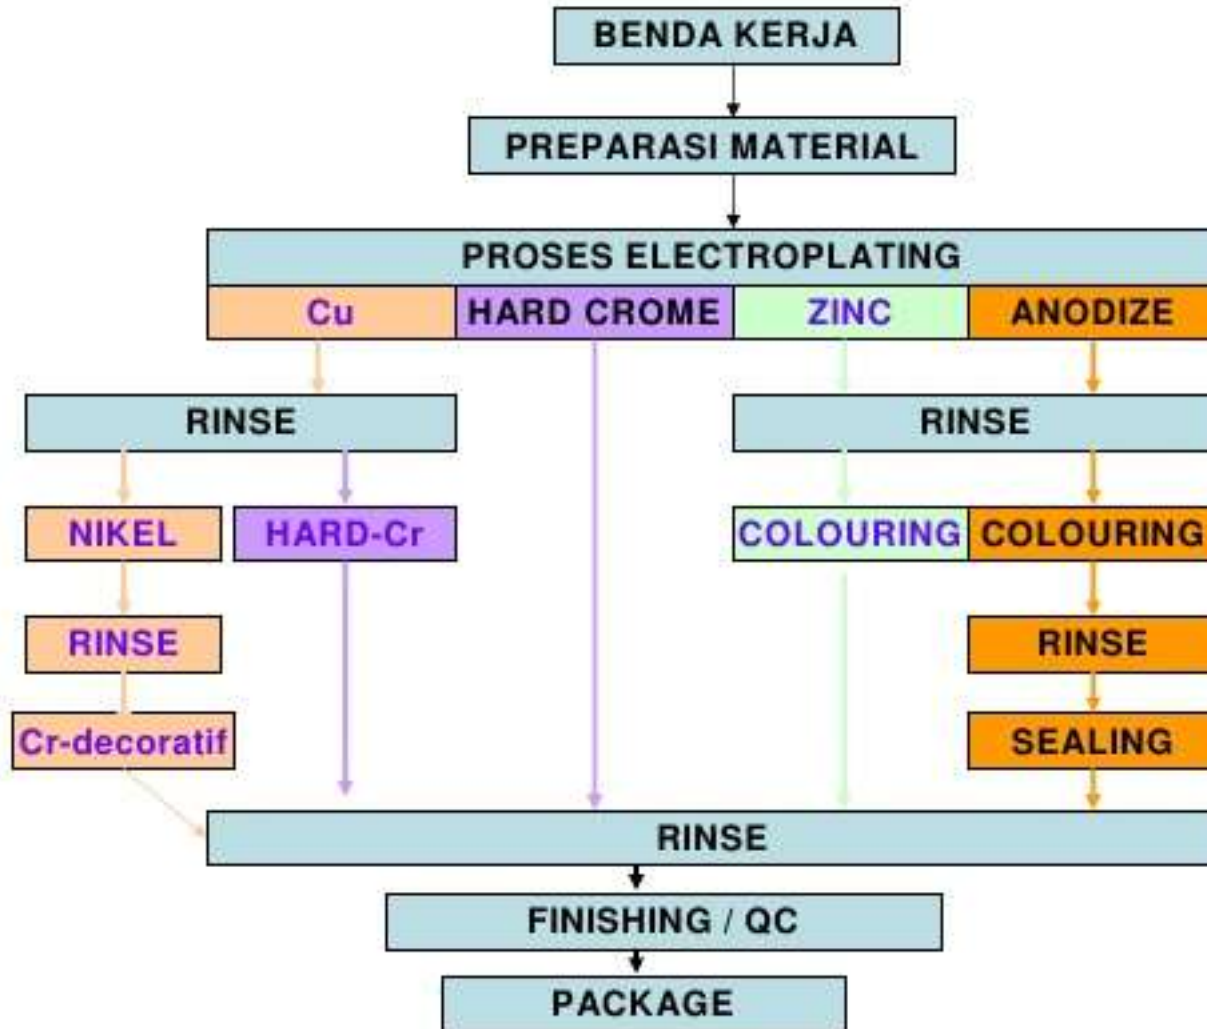 BENDA KERJA
PREPARASI MATERIAL
PROSES ELECTROPLATING
Cu
HARD CROME
ZINC
ANODIZE
RINSE
RINSE
NIKEL
HARD-Cr
COLOURING
COLOURING
RINSE
RINSE
Cr-decoratif
SEALING
RINSE
FINISHING / QC
PACKAGE